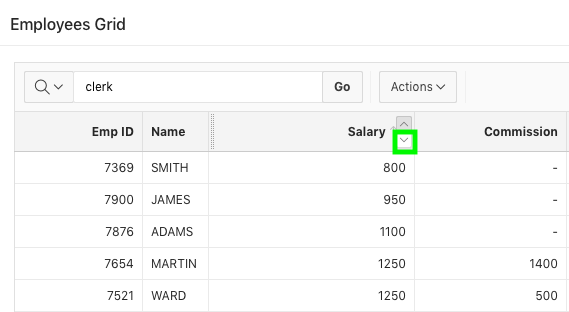 Employees Grid
clerk Go Actions
Emp ID Name Salary Commission
7369 SMITH 800 -
7900 JAMES 950 -
7876 ADAMS 1100 -
7654 MARTIN 1250 1400
7521 WARD 1250 500